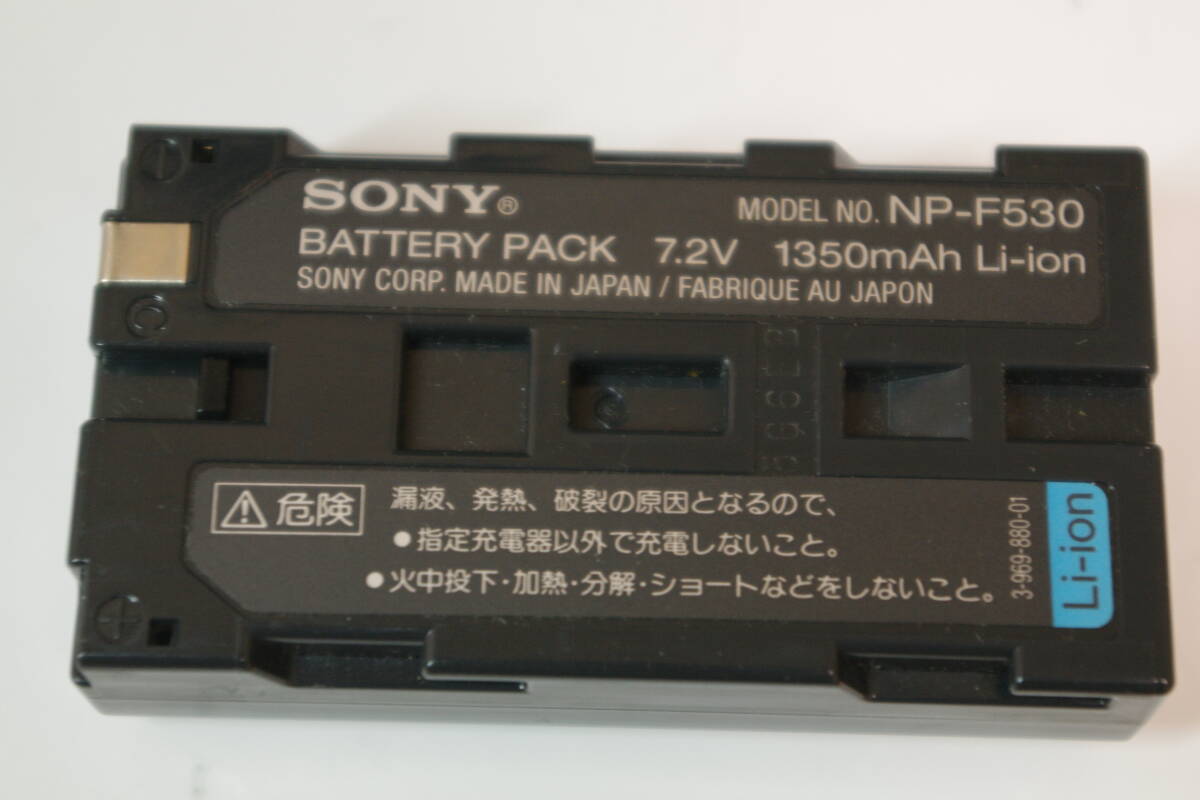 SONY®
MODEL NO. NP-F530
BATTERY PACK 7.2V 1350mAh Li-ion
SONY CORP. MADE IN JAPAN / FABRIQUE AU JAPON
C
危険
漏液、発熱、破裂の原因となるので、
●指定充電器以外で充電しないこと。
●火中投下・加熱・分解・ショートなどをしないこと。
3-969-880-01
Li-ion